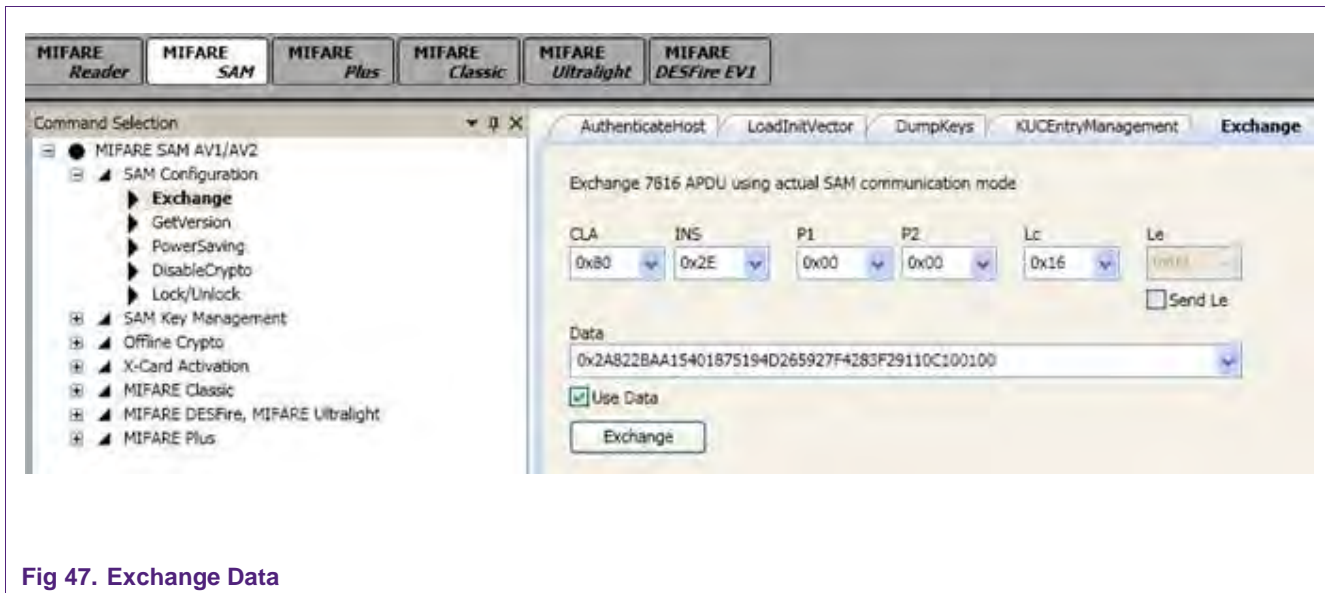 MIFARE Reader MIFARE SAM MIFARE Plus MIFARE Classic MIFARE Ultralight MIFARE DESFire EV1
Command Selection
MIFARE SAM AV1/AV2
SAM Configuration
Exchange
GetVersion
PowerSaving
DisableCrypto
Lock/Unlock
SAM Key Management
Offline Crypto
X-Card Activation
MIFARE Classic
MIFARE DESFire, MIFARE Ultralight
MIFARE Plus
AuthenticateHost LoadInitVector DumpKeys KUCEntryManagement Exchange
Exchange 7816 APDU using actual SAM communication mode
CLA INS P1 P2 Lc Le
0x80 0x2E 0x00 0x00 0x16
Send Le
Data
0x2A822BAA15401875194D265927F4283F29110C100100
Use Data
Exchange
Fig 47. Exchange Data